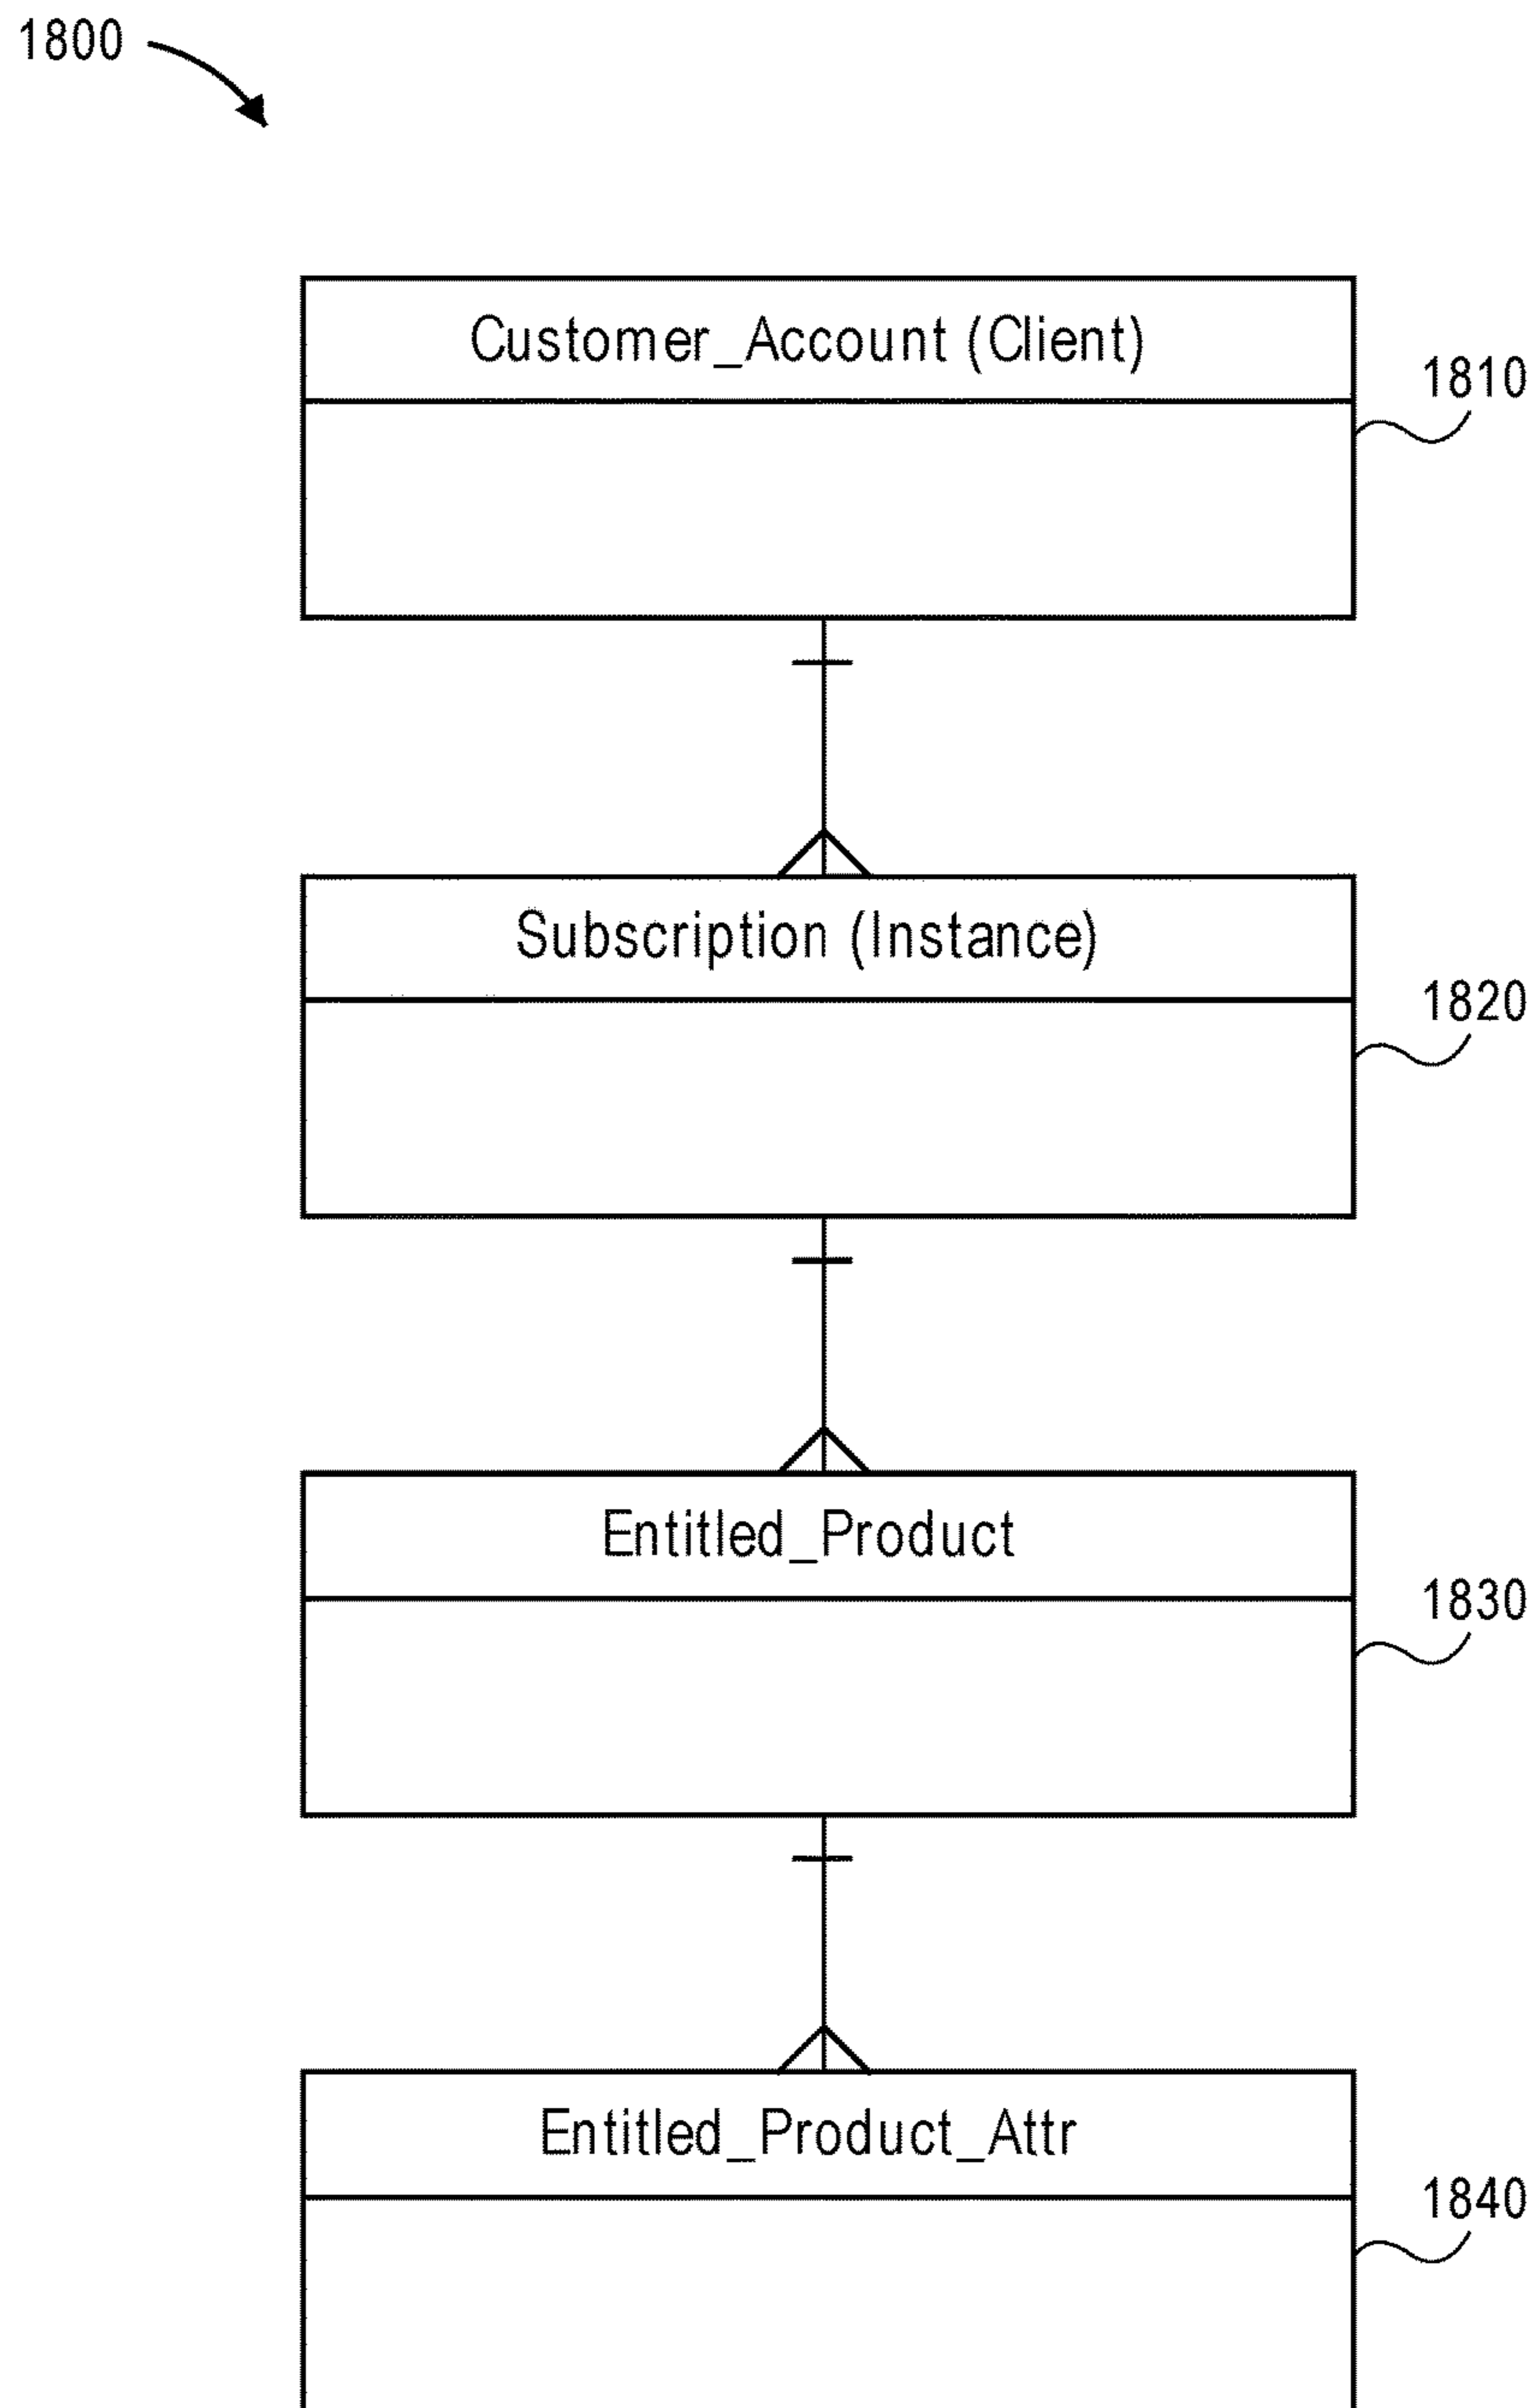 1800
Customer_Account (Client)
1810
Subscription (Instance)
1820
Entitled_Product
1830
Entitled_Product_Attr
1840